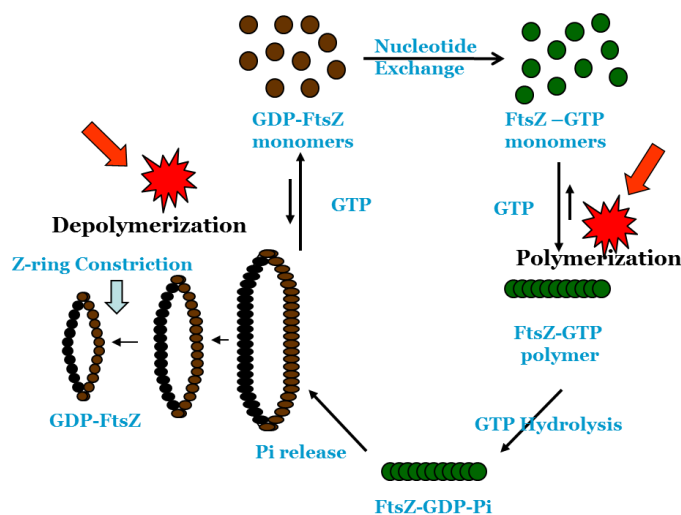 Nucleotide
Exchange
GDP-FtsZ
monomers
FtsZ –GTP
monomers
GTP
GTP
Depolymerization
Polymerization
Z-ring Constriction
FtsZ-GTP
polymer
GDP-FtsZ
GTP Hydrolysis
Pi release
FtsZ-GDP-Pi